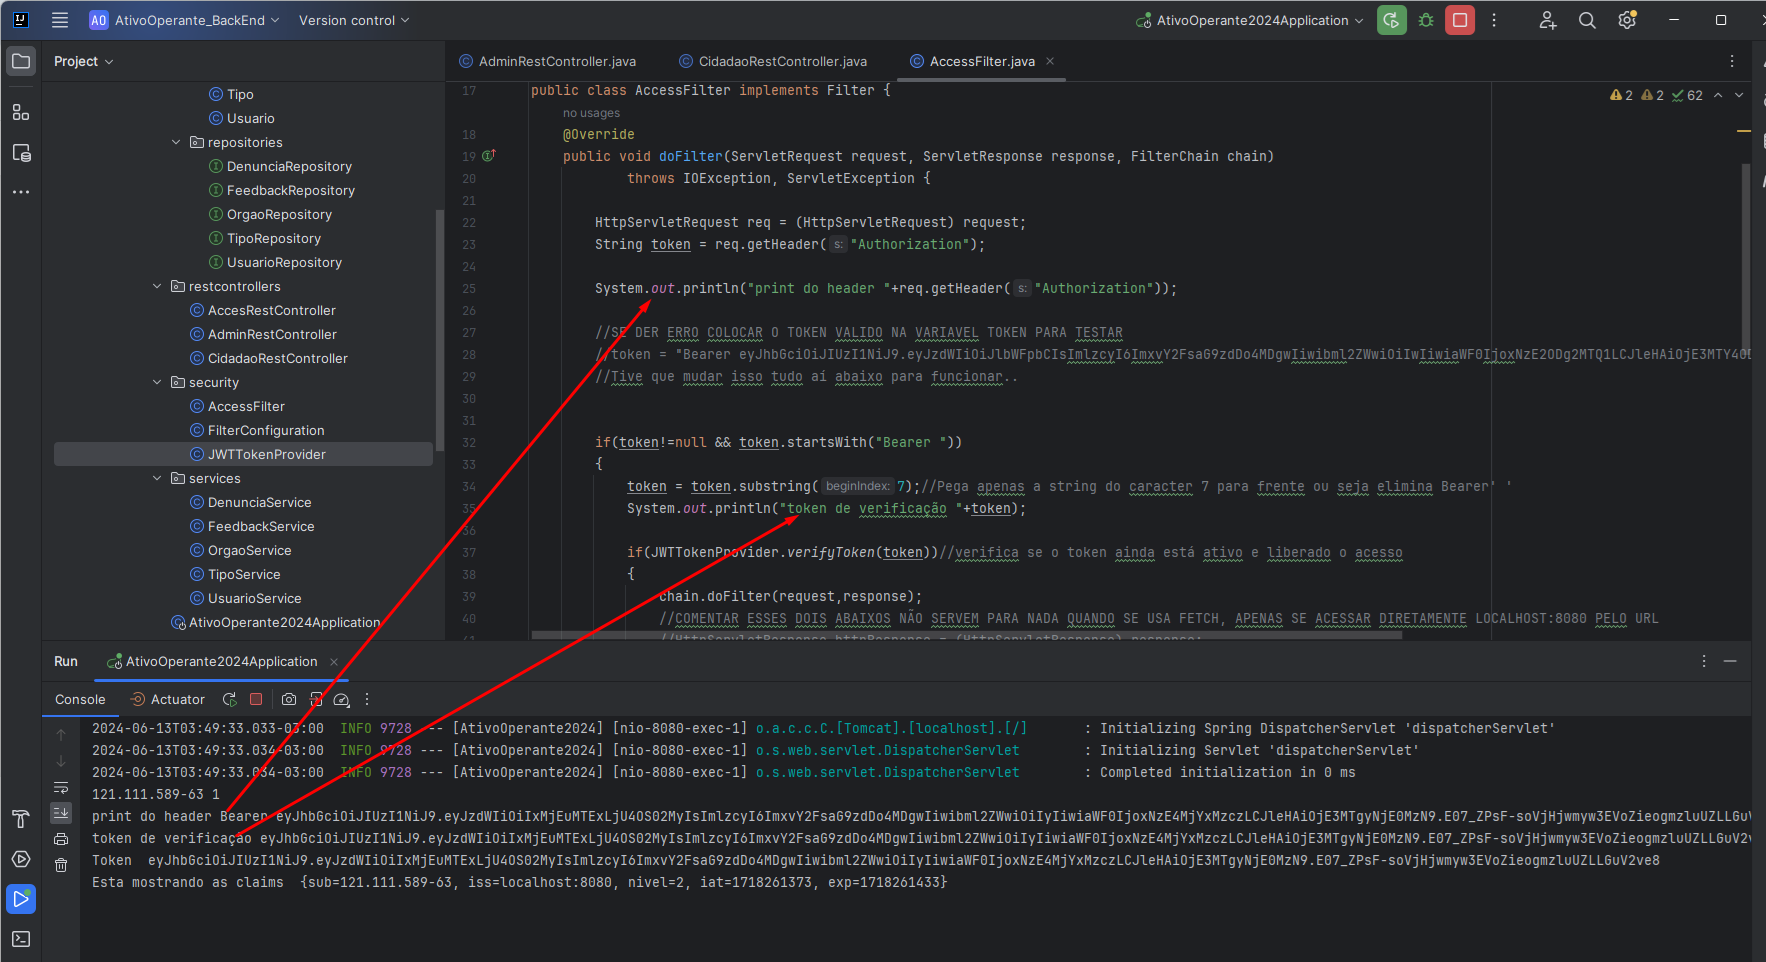 AO AtivoOperante_BackEnd Version control AtivoOperante2024Application
Project
Tipo
Usuario
repositories
DenunciaRepository
FeedbackRepository
OrgaoRepository
TipoRepository
UsuarioRepository
restcontrollers
AccesRestController
AdminRestController
CidadaoRestController
security
AccessFilter
FilterConfiguration
JWTTokenProvider
services
DenunciaService
FeedbackService
OrgaoService
TipoService
UsuarioService
AtivoOperante2024Application
AdminRestController.java CidadaoRestController.java AccessFilter.java
2 2 62
17 public class AccessFilter implements Filter {
no usages
18 @Override
19 public void doFilter(ServletRequest request, ServletResponse response, FilterChain chain)
20 throws IOException, ServletException {
21
22 HttpServletRequest req = (HttpServletRequest) request;
23 String token = req.getHeader( s: "Authorization");
24
25 System.out.println("print do header "+req.getHeader( s: "Authorization"));
26
27 //SE DER ERRO COLOCAR O TOKEN VALIDO NA VARIAVEL TOKEN PARA TESTAR
28 //token = "Bearer eyJhbGciOiJIUzI1NiJ9.eyJzdWIiOiJlbWFpbCIsImlzcyI6ImxvY2FsaG9zdDo4MDgwIiwibml2ZWwiOiIwIiwiaWF0IjoxNzE2ODg2MTQ1LCJleHAiOjE3MTY4OD
29 //Tive que mudar isso tudo aí abaixo para funcionar..
30
31
32 if(token!=null && token.startsWith("Bearer "))
33 {
34 token = token.substring( beginIndex: 7);//Pega apenas a string do caracter 7 para frente ou seja elimina Bearer' '
35 System.out.println("token de verificação "+token);
36
37 if(JWTTokenProvider.verifyToken(token))//verifica se o token ainda está ativo e liberado o acesso
38 {
39 chain.doFilter(request,response);
40 //COMENTAR ESSES DOIS ABAIXOS NÃO SERVEM PARA NADA QUANDO SE USA FETCH, APENAS SE ACESSAR DIRETAMENTE LOCALHOST:8080 PELO URL
41 //HttpServletResponse httpResponse = (HttpServletResponse) response;
Run AtivoOperante2024Application
Console Actuator
2024-06-13T03:49:33.033-03:00 INFO 9728 --- [AtivoOperante2024] [nio-8080-exec-1] o.a.c.c.C.[Tomcat].[localhost].[/] : Initializing Spring DispatcherServlet 'dispatcherServlet'
2024-06-13T03:49:33.034-03:00 INFO 9728 --- [AtivoOperante2024] [nio-8080-exec-1] o.s.web.servlet.DispatcherServlet : Initializing Servlet 'dispatcherServlet'
2024-06-13T03:49:33.034-03:00 INFO 9728 --- [AtivoOperante2024] [nio-8080-exec-1] o.s.web.servlet.DispatcherServlet : Completed initialization in 0 ms
121.111.589-63 1
print do header Bearer eyJhbGciOiJIUzI1NiJ9.eyJzdWIiOiIxMjEuMTExLjU4OS02MyIsImlzcyI6ImxvY2FsaG9zdDo4MDgwIiwibml2ZWwiOiIyIiwiaWF0IjoxNzE4MjYxMzczLCJleHAiOjE3MTgyNjE0MzN9.E07_ZPsF-soVjHjwmyw3EVoZieogmzluUZLLGuV
token de verificação eyJhbGciOiJIUzI1NiJ9.eyJzdWIiOiIxMjEuMTExLjU4OS02MyIsImlzcyI6ImxvY2FsaG9zdDo4MDgwIiwibml2ZWwiOiIyIiwiaWF0IjoxNzE4MjYxMzczLCJleHAiOjE3MTgyNjE0MzN9.E07_ZPsF-soVjHjwmyw3EVoZieogmzluUZLLGuV2v
Token eyJhbGciOiJIUzI1NiJ9.eyJzdWIiOiIxMjEuMTExLjU4OS02MyIsImlzcyI6ImxvY2FsaG9zdDo4MDgwIiwibml2ZWwiOiIyIiwiaWF0IjoxNzE4MjYxMzczLCJleHAiOjE3MTgyNjE0MzN9.E07_ZPsF-soVjHjwmyw3EVoZieogmzluUZLLGuV2ve8
Esta mostrando as claims {sub=121.111.589-63, iss=localhost:8080, nivel=2, iat=1718261373, exp=1718261433}